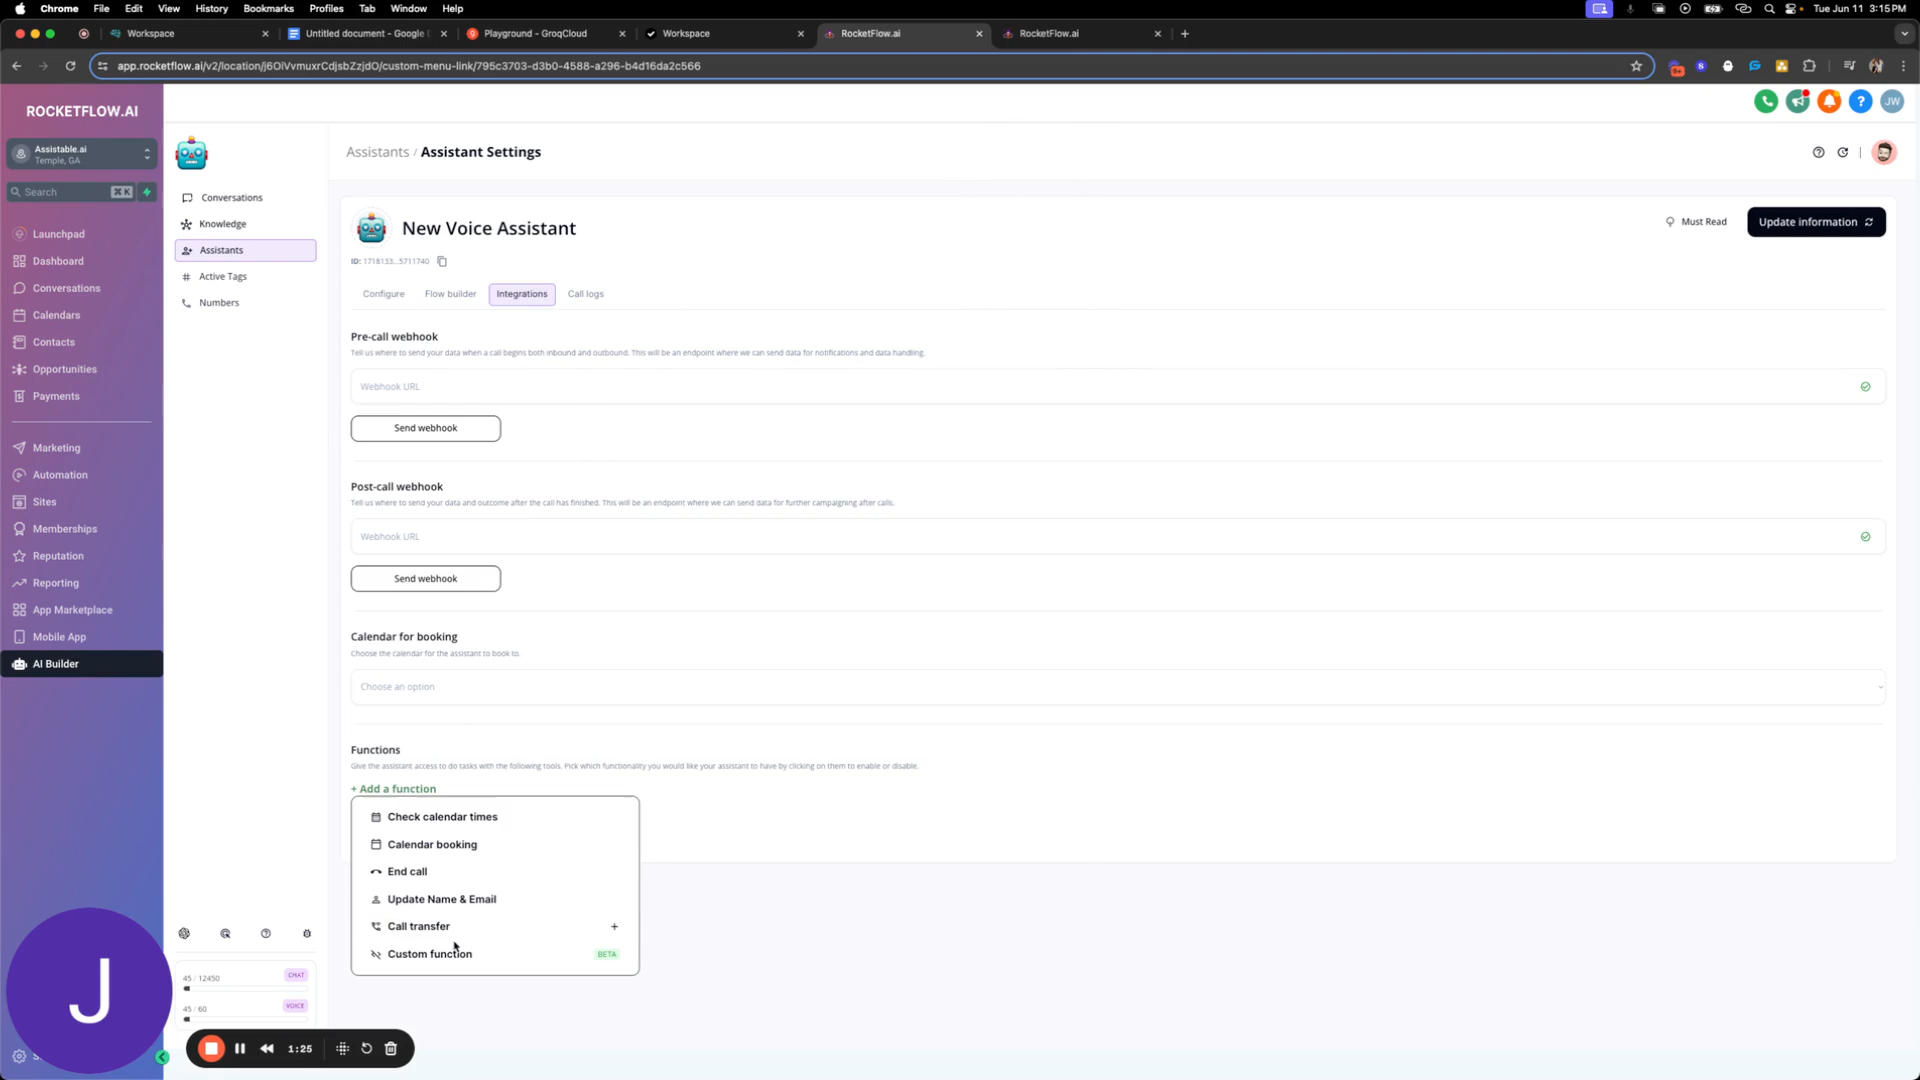 Chrome File Edit View History Bookmarks Profiles Tab Window Help Tue Jun 11 3:15 PM
Workspace Untitled document - Google Playground - GroqCloud Workspace RocketFlow.ai RocketFlow.ai
app.rocketflow.ai/v2/location/j6OiVvmuxrCdjsbZzjdO/custom-menu-link/795c3703-d3b0-4588-a296-b4d16da2c566
9+
ROCKETFLOW.AI
JW
Assistable.ai
Temple, GA
Search ⌘ K
Launchpad
Dashboard
Conversations
Calendars
Contacts
Opportunities
Payments
Marketing
Automation
Sites
Memberships
Reputation
Reporting
App Marketplace
Mobile App
AI Builder
Conversations
Knowledge
Assistants
Active Tags
Numbers
45 / 12450 CHAT
45 / 60 VOICE
J
1:25
Assistants / Assistant Settings
New Voice Assistant
Must Read
Update information
ID: 1718133...5711740
Configure Flow builder Integrations Call logs
Pre-call webhook
Tell us where to send your data when a call begins both inbound and outbound. This will be an endpoint where we can send data for notifications and data handling.
Webhook URL
Send webhook
Post-call webhook
Tell us where to send your data and outcome after the call has finished. This will be an endpoint where we can send data for further campaigning after calls.
Webhook URL
Send webhook
Calendar for booking
Choose the calendar for the assistant to book to.
Choose an option
Functions
Give the assistant access to do tasks with the following tools. Pick which functionality you would like your assistant to have by clicking on them to enable or disable.
+ Add a function
Check calendar times
Calendar booking
End call
Update Name & Email
Call transfer +
Custom function BETA